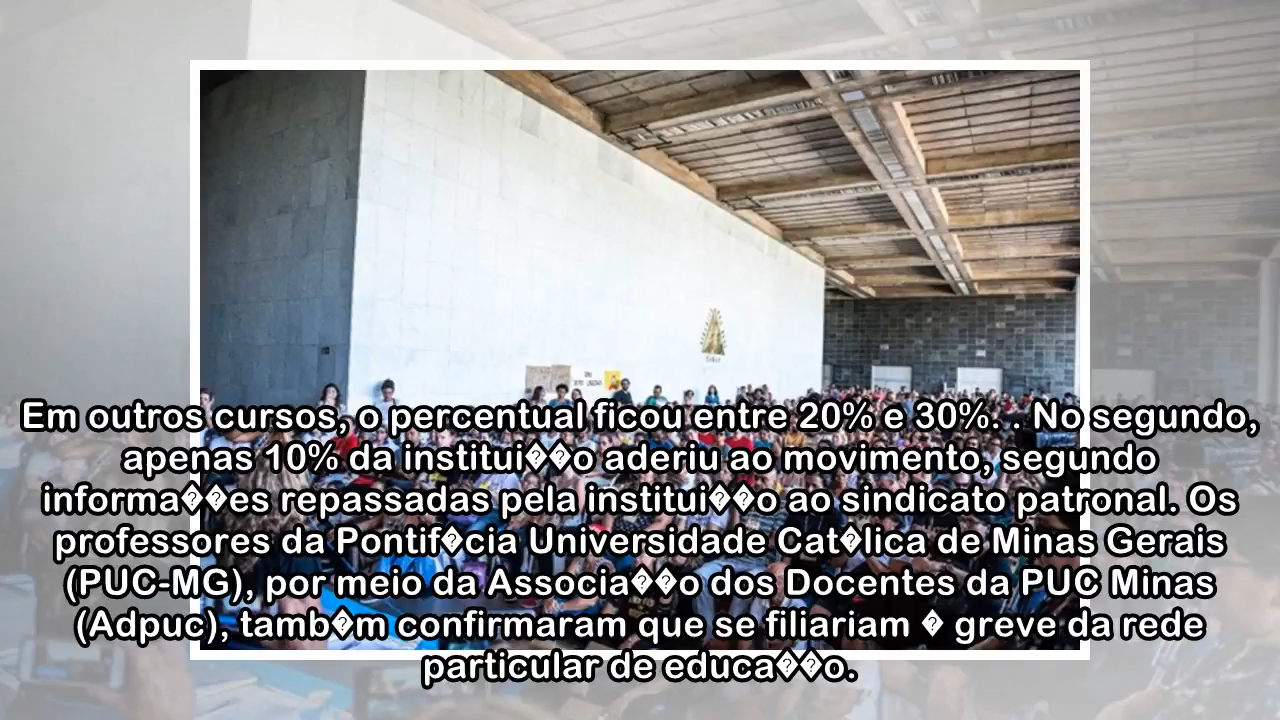 Em outros cursos, o percentual ficou entre 20% e 30%. . No segundo,
apenas 10% da institui��o aderiu ao movimento, segundo
informa��es repassadas pela institui��o ao sindicato patronal. Os
professores da Pontif�cia Universidade Cat�lica de Minas Gerais
(PUC-MG), por meio da Associa��o dos Docentes da PUC Minas
(Adpuc), tamb�m confirmaram que se filiariam � greve da rede
particular de educa��o.